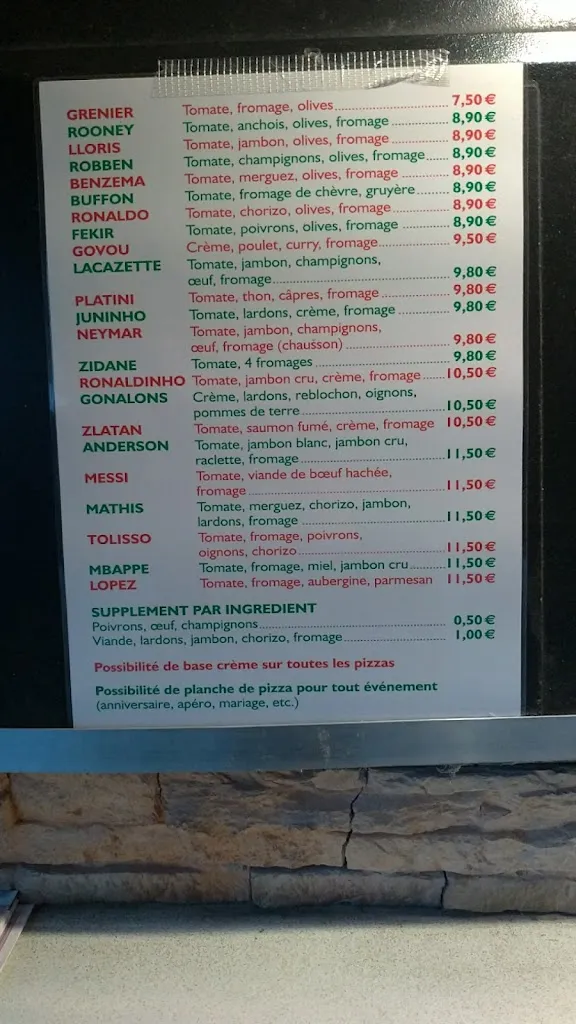 GRENIER Tomate, fromage, olives 7,50 €
ROONEY Tomate, anchois, olives, fromage 8,90 €
LLORIS Tomate, jambon, olives, fromage 8,90 €
ROBBEN Tomate, champignons, olives, fromage 8,90 €
BENZEMA Tomate, merguez, olives, fromage 8,90 €
BUFFON Tomate, fromage de chèvre, gruyère 8,90 €
RONALDO Tomate, chorizo, olives, fromage 8,90 €
FEKIR Tomate, poivrons, olives, fromage 8,90 €
GOVOU Crème, poulet, curry, fromage 9,50 €
LACAZETTE Tomate, jambon, champignons,
œuf, fromage 9,80 €
PLATINI Tomate, thon, câpres, fromage 9,80 €
JUNINHO Tomate, lardons, crème, fromage 9,80 €
NEYMAR Tomate, jambon, champignons,
œuf, fromage (chausson) 9,80 €
ZIDANE Tomate, 4 fromages 9,80 €
RONALDINHO Tomate, jambon cru, crème, fromage 10,50 €
GONALONS Crème, lardons, reblochon, oignons,
pommes de terre 10,50 €
ZLATAN Tomate, saumon fumé, crème, fromage 10,50 €
ANDERSON Tomate, jambon blanc, jambon cru,
raclette, fromage 11,50 €
MESSI Tomate, viande de bœuf hachée,
fromage 11,50 €
MATHIS Tomate, merguez, chorizo, jambon,
lardons, fromage 11,50 €
TOLISSO Tomate, fromage, poivrons,
oignons, chorizo 11,50 €
MBAPPE Tomate, fromage, miel, jambon cru 11,50 €
LOPEZ Tomate, fromage, aubergine, parmesan 11,50 €
SUPPLEMENT PAR INGREDIENT
Poivrons, œuf, champignons 0,50 €
Viande, lardons, jambon, chorizo, fromage 1,00 €
Possibilité de base crème sur toutes les pizzas
Possibilité de planche de pizza pour tout événement
(anniversaire, apéro, mariage, etc.)